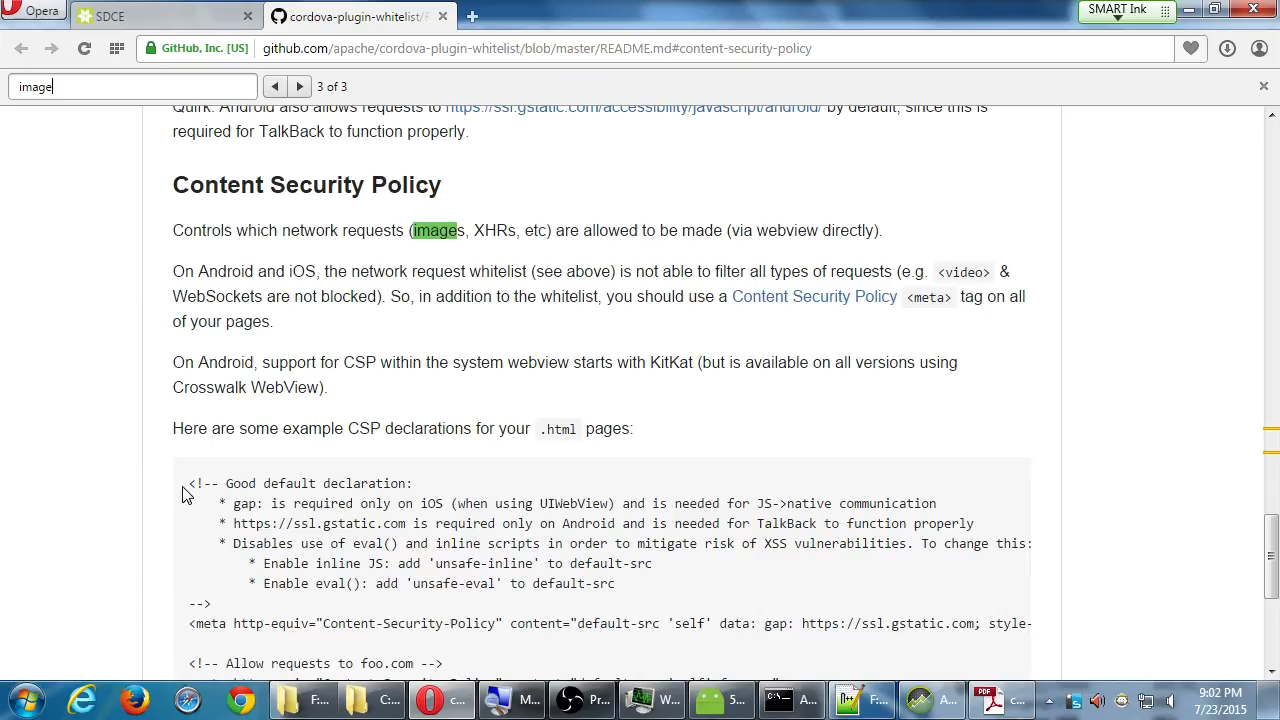 Opera
SDCE
cordova-plugin-whitelist/R
SMART Ink
GitHub, Inc. [US]
github.com/apache/cordova-plugin-whitelist/blob/master/README.md#content-security-policy
image
3 of 3
Quirk: Android also allows requests to https://ssl.gstatic.com/accessibility/javascript/android/ by default, since this is
required for TalkBack to function properly.
Content Security Policy
Controls which network requests (images, XHRs, etc) are allowed to be made (via webview directly).
On Android and iOS, the network request whitelist (see above) is not able to filter all types of requests (e.g. <video> &
WebSockets are not blocked). So, in addition to the whitelist, you should use a Content Security Policy <meta> tag on all
of your pages.
On Android, support for CSP within the system webview starts with KitKat (but is available on all versions using
Crosswalk WebView).
Here are some example CSP declarations for your .html pages:
<!-- Good default declaration:
* gap: is required only on iOS (when using UIWebView) and is needed for JS->native communication
* https://ssl.gstatic.com is required only on Android and is needed for TalkBack to function properly
* Disables use of eval() and inline scripts in order to mitigate risk of XSS vulnerabilities. To change this:
* Enable inline JS: add 'unsafe-inline' to default-src
* Enable eval(): add 'unsafe-eval' to default-src
-->
<meta http-equiv="Content-Security-Policy" content="default-src 'self' data: gap: https://ssl.gstatic.com; style-
<!-- Allow requests to foo.com -->
F:... C:... c... M... Pr... W... 5... A... F:... A... c...
9:02 PM
7/23/2015